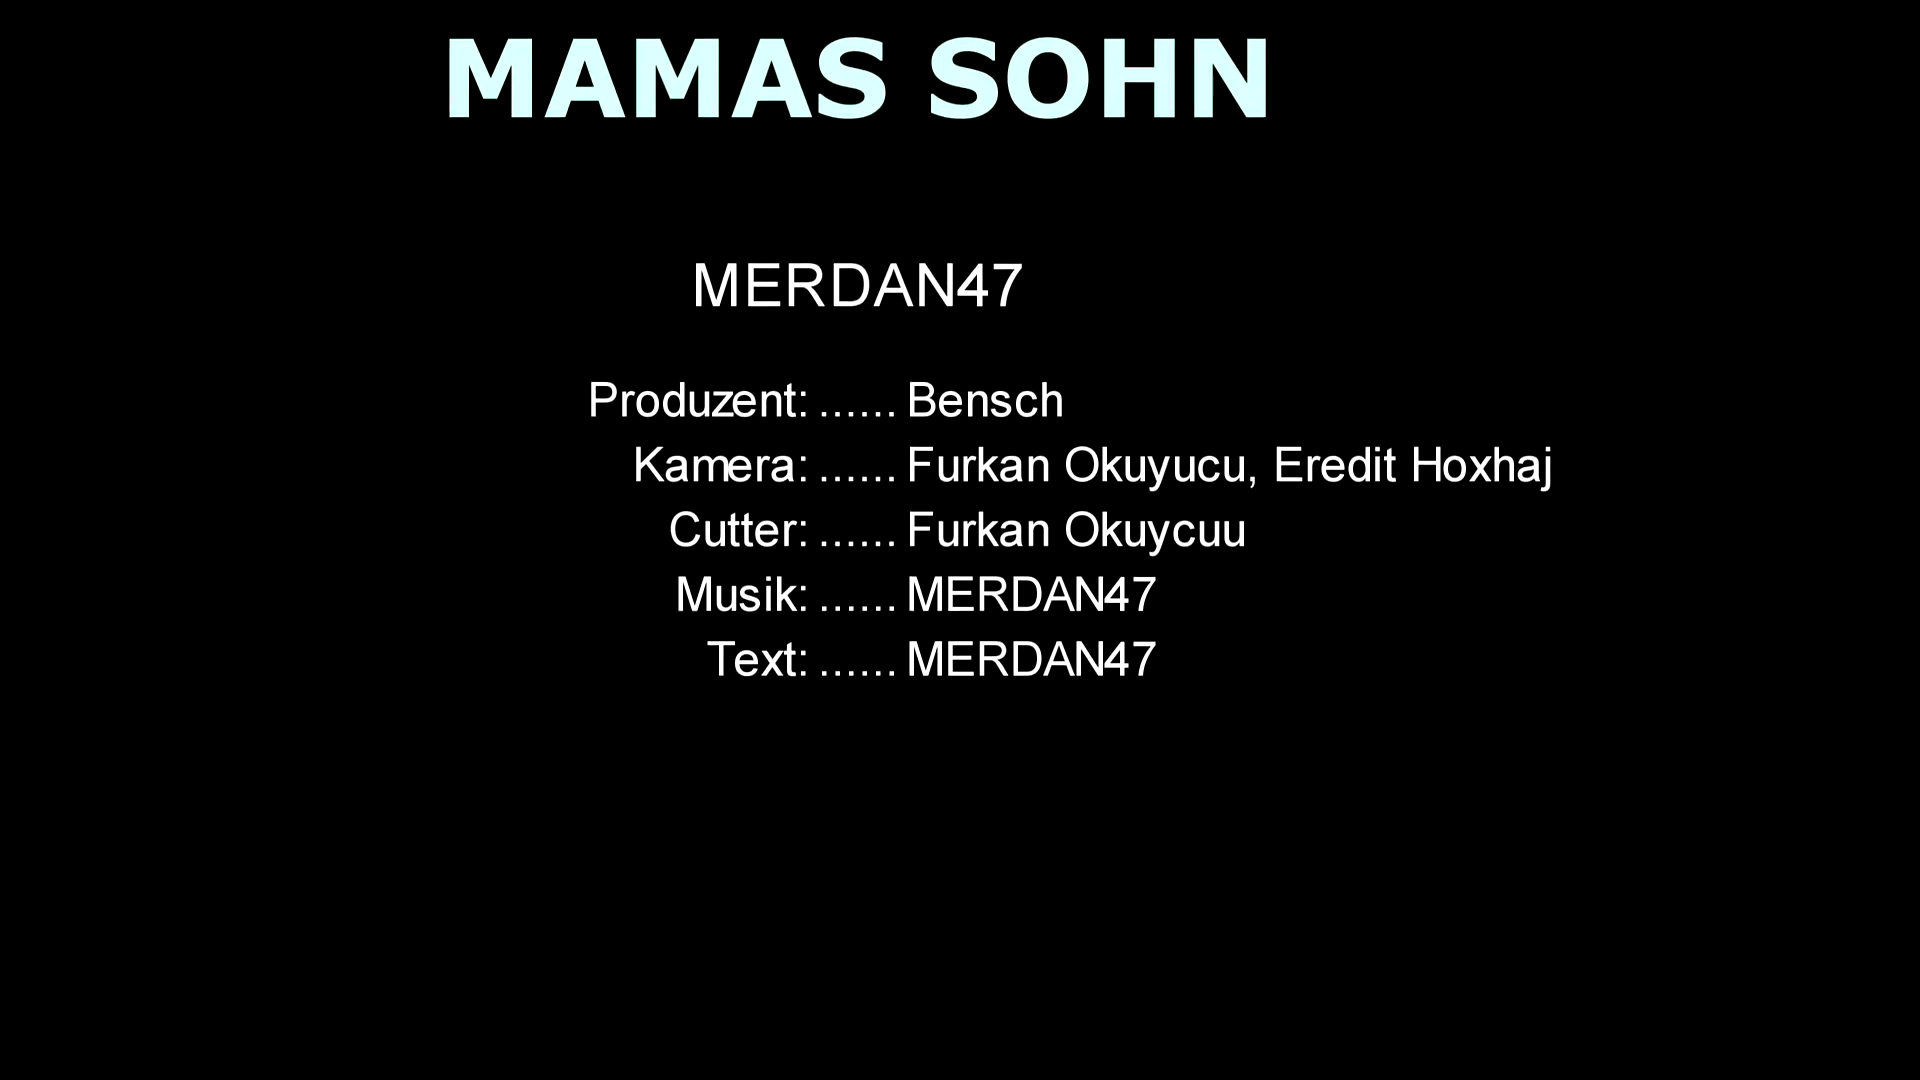 MAMAS SOHN
MERDAN47
Produzent: ...... Bensch
Kamera: ...... Furkan Okuyucu, Eredit Hoxhaj
Cutter: ...... Furkan Okuycuu
Musik: ...... MERDAN47
Text: ...... MERDAN47